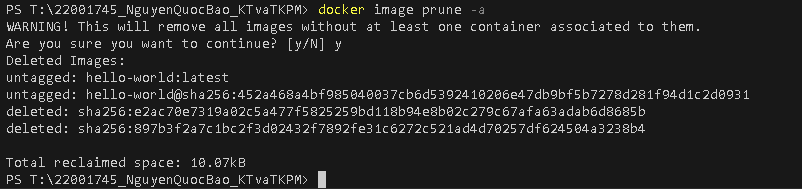 PS T:\22001745_NguyenQuocBao_KTvaTKPM> docker image prune -a
WARNING! This will remove all images without at least one container associated to them.
Are you sure you want to continue? [y/N] y
Deleted Images:
untagged: hello-world:latest
untagged: hello-world@sha256:452a468a4bf985040037cb6d5392410206e47db9bf5b7278d281f94d1c2d0931
deleted: sha256:e2ac70e7319a02c5a477f5825259bd118b94e8b02c279c67afa63adab6d8685b
deleted: sha256:897b3f2a7c1bc2f3d02432f7892fe31c6272c521ad4d70257df624504a3238b4
Total reclaimed space: 10.07kB
PS T:\22001745_NguyenQuocBao_KTvaTKPM>